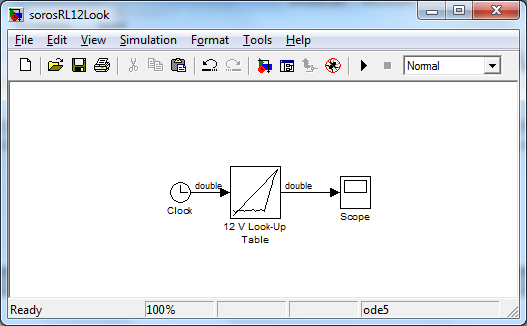 sorosRL12Look
File Edit View Simulation Format Tools Help
Normal
double double
Clock
12 V Look-Up
Table
Scope
Ready 100% ode5